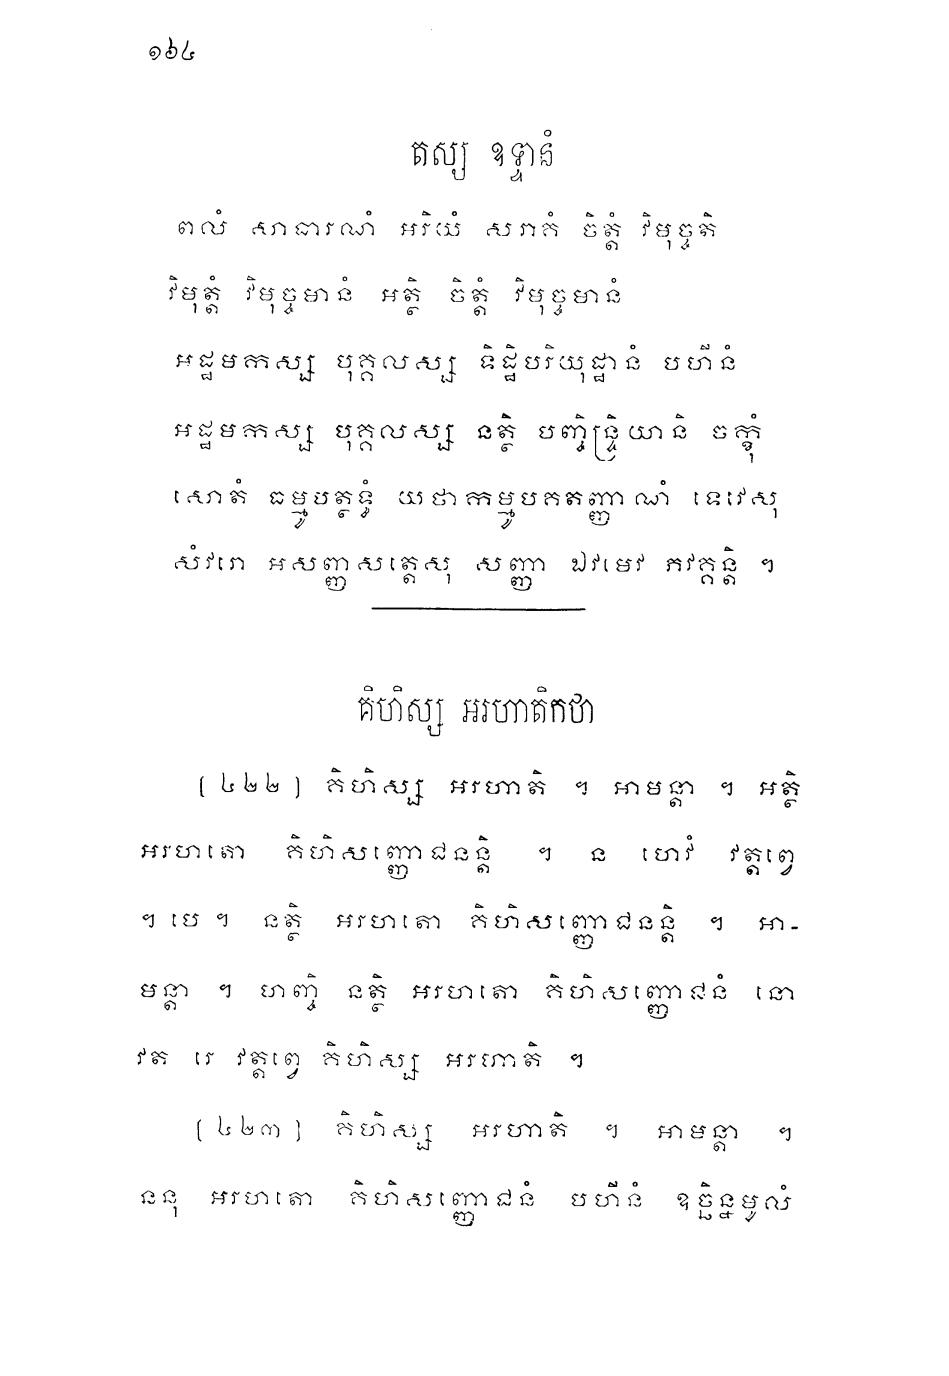 ១៦៤
តស្ស ឧទ្ទានំ
ពលំ សាធារណំ អរិយំ សរាគំ ចិត្តំ វិមុច្ចតិ
វិមុត្តំ វិមុច្ចមានំ អត្ថិ ចិត្តំ វិមុច្ចមានំ
អដ្ឋមកស្ស បុគ្គលស្ស ទិដ្ឋិបរិយុដ្ឋានំ បហីនំ
អដ្ឋមកស្ស បុគ្គលស្ស នត្ថិ បញ្ចិន្ទ្រិយានិ ចក្ខុំ
សោតំ ធម្មូបត្ថទ្ធំ យថាកម្មូបគតញ្ញាណំ ទេវេសុ
សំវរោ អសញ្ញសត្តេសុ សញ្ញា ឯវមេវ ភវគ្គន្តិ ។
គិហិស្ស អរហាតិកថា
[៤២២] គិហិស្ស អរហាតិ ។ អាមន្តា ។ អត្ថិ
អរហតោ គិហិសញ្ញោជនន្តិ ។ ន ហេវំ វត្តព្វេ
។បេ។ នត្ថិ អរហតោ គិហិសញ្ញោជនន្តិ ។ អា-
មន្តា ។ ហញ្ចិ នត្ថិ អរហតោ គិហិសញ្ញោជនំ នោ
វត រេ វត្តព្វេ គិហិស្ស អរហាតិ ។
[៤២៣] គិហិស្ស អរហាតិ ។ អាមន្តា ។
ននុ អរហតោ គិហិសញ្ញោជនំ បហីនំ ឧច្ឆិន្នមូលំ